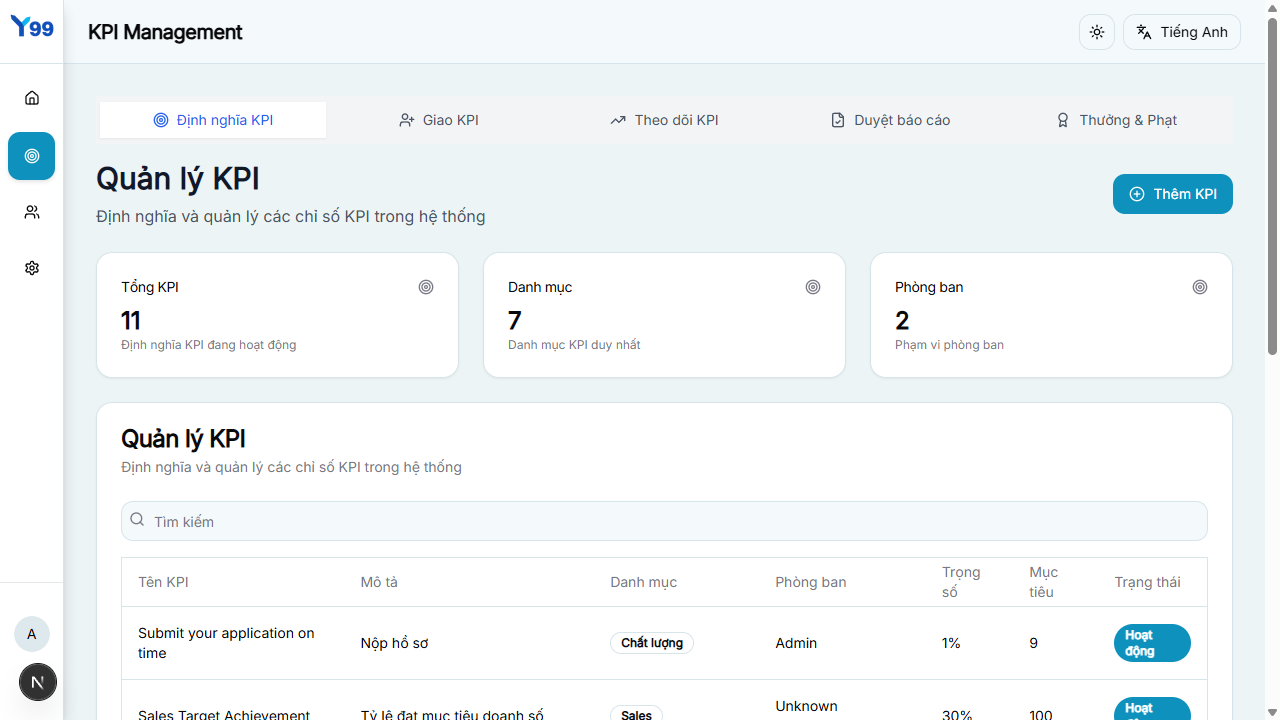 Y99
KPI Management
Tiếng Anh
Định nghĩa KPI
Giao KPI
Theo dõi KPI
Duyệt báo cáo
Thưởng & Phạt
Quản lý KPI
Định nghĩa và quản lý các chỉ số KPI trong hệ thống
Thêm KPI
Tổng KPI
11
Định nghĩa KPI đang hoạt động
Danh mục
7
Danh mục KPI duy nhất
Phòng ban
2
Phạm vi phòng ban
Quản lý KPI
Định nghĩa và quản lý các chỉ số KPI trong hệ thống
Tìm kiếm
Tên KPI
Mô tả
Danh mục
Phòng ban
Trọng
số
Mục
tiêu
Trạng thái
Submit your application on
time
Nộp hồ sơ
Chất lượng
Admin
1%
9
Hoạt
động
Sales Target Achievement
Tỷ lệ đạt mục tiêu doanh số
Sales
Unknown
30%
100
Hoạt
động
A
N